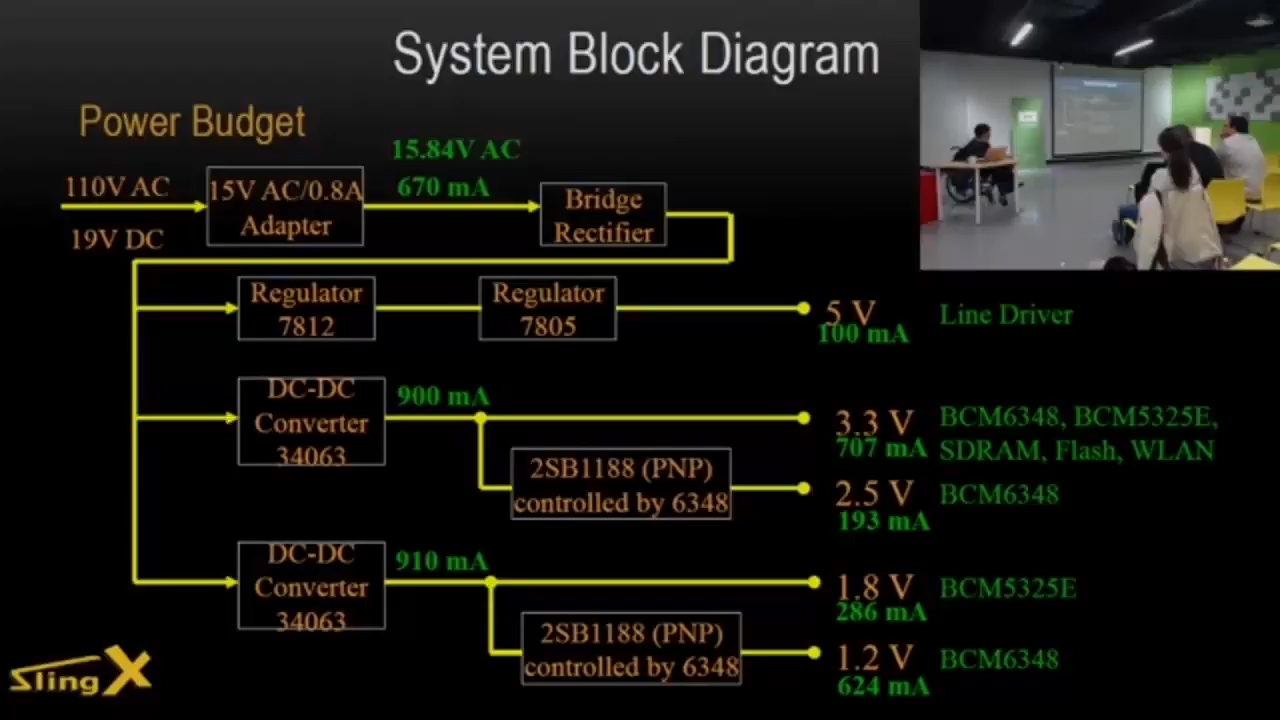 System Block Diagram
Power Budget
15.84V AC
110V AC
15V AC/0.8A
Adapter
670 mA
Bridge
Rectifier
19V DC
Regulator
7812
Regulator
7805
5 V
100 mA
Line Driver
DC-DC
Converter
34063
900 mA
3.3 V
707 mA
BCM6348, BCM5325E,
SDRAM, Flash, WLAN
2SB1188 (PNP)
controlled by 6348
2.5 V
193 mA
BCM6348
DC-DC
Converter
34063
910 mA
1.8 V
286 mA
BCM5325E
2SB1188 (PNP)
controlled by 6348
1.2 V
624 mA
BCM6348
SlingX